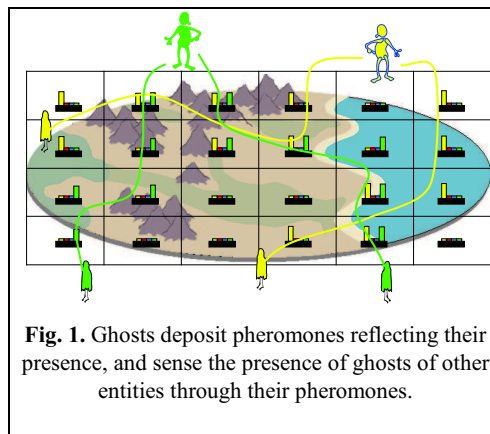 Fig. 1. Ghosts deposit pheromones reflecting their
presence, and sense the presence of ghosts of other
entities through their pheromones.